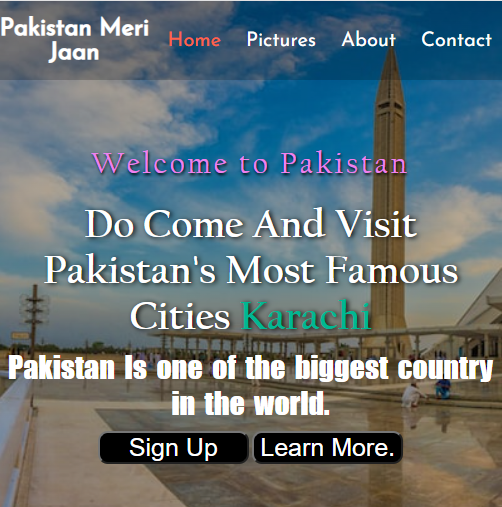 Pakistan Meri
Jaan
Home Pictures About Contact
Welcome to Pakistan
Do Come And Visit
Pakistan's Most Famous
Cities Karachi
Pakistan Is one of the biggest country
in the world.
Sign Up Learn More.